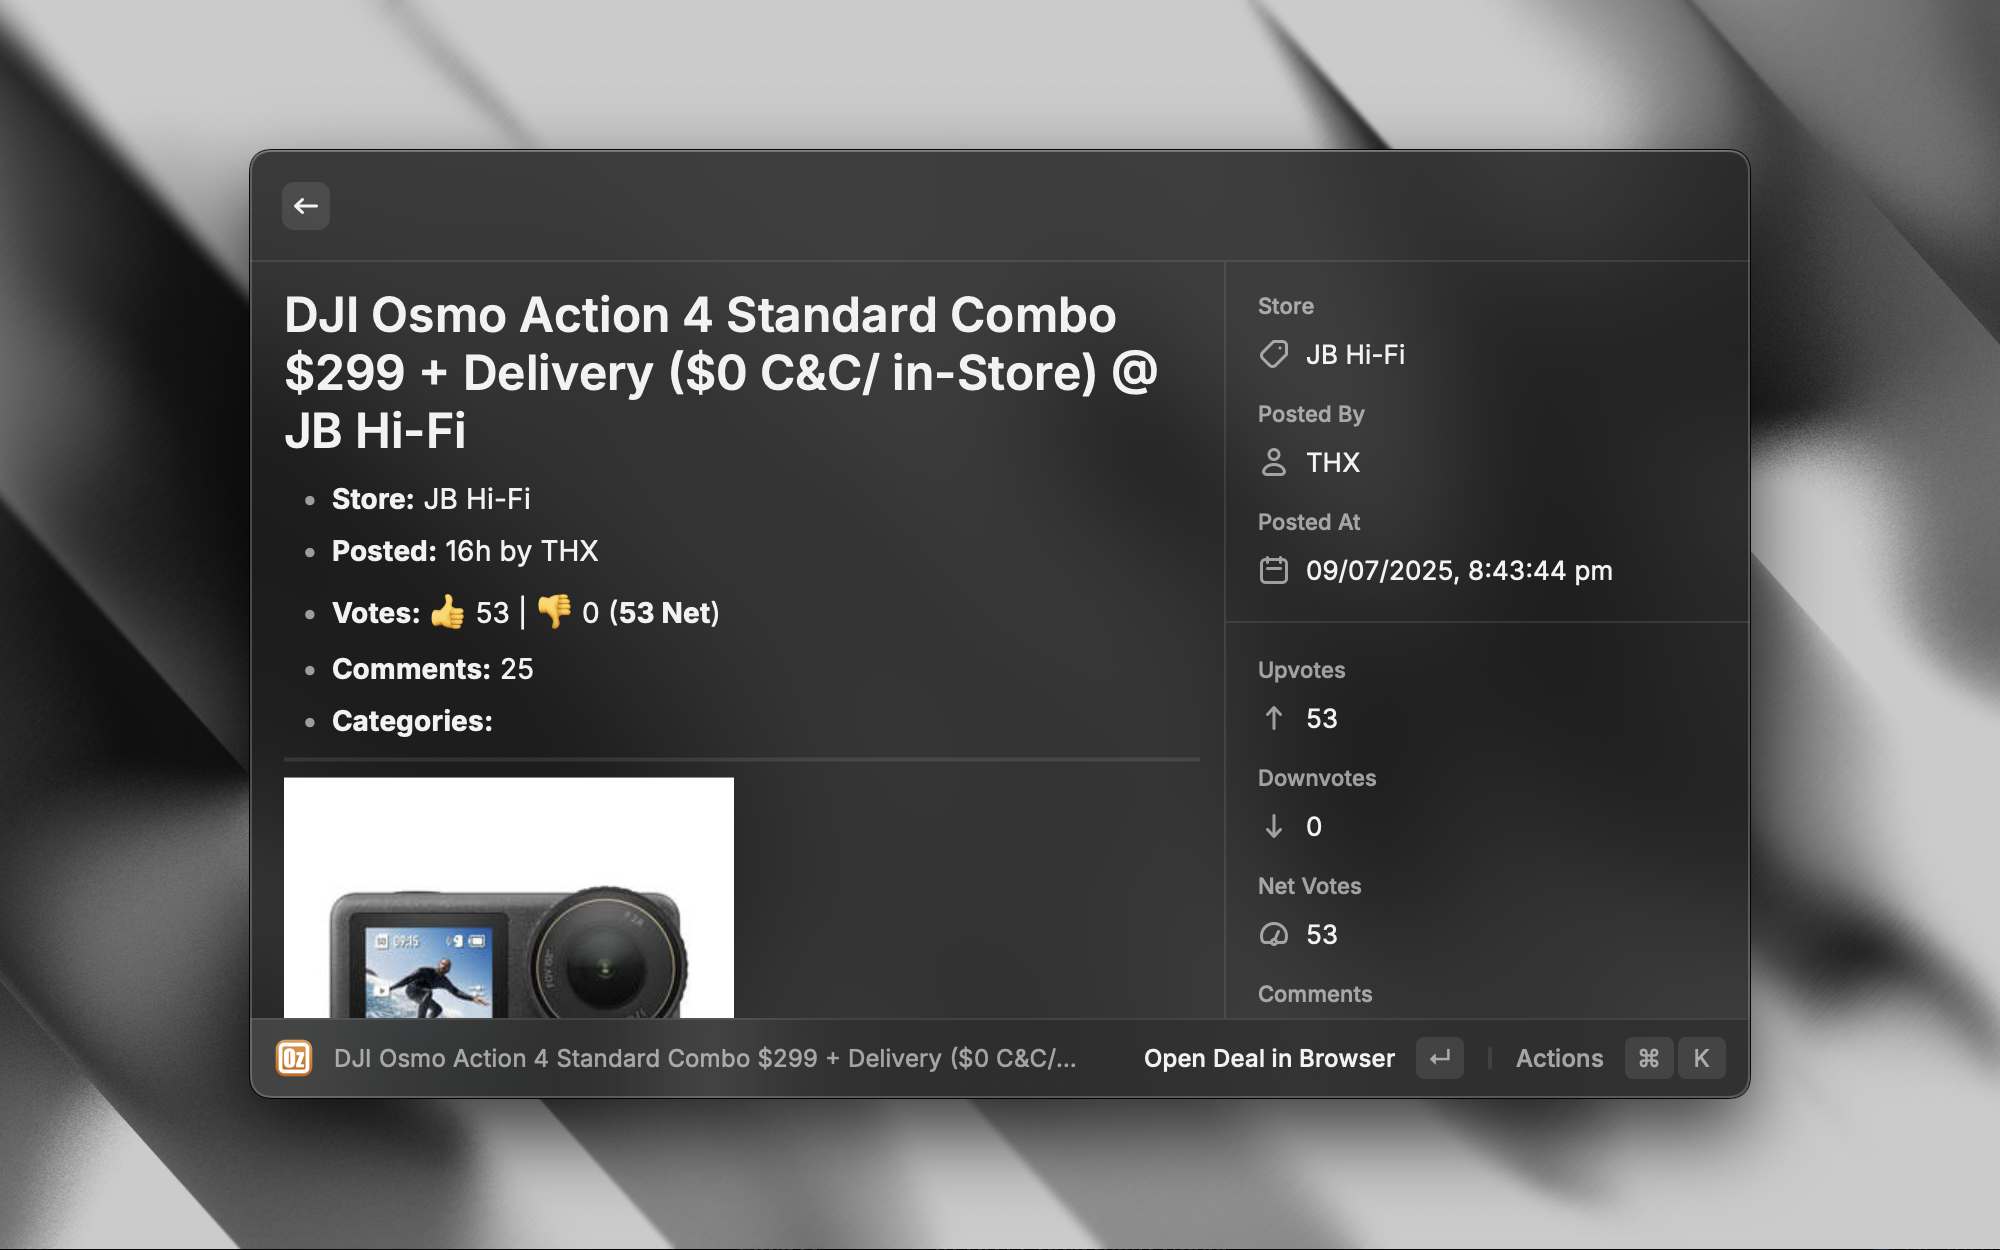 DJI Osmo Action 4 Standard Combo
$299 + Delivery ($0 C&C/ in-Store) @
JB Hi-Fi
Store: JB Hi-Fi
Posted: 16h by THX
Votes: 👍 53 | 👎 0 (53 Net)
Comments: 25
Categories:
09:15
Store
JB Hi-Fi
Posted By
THX
Posted At
09/07/2025, 8:43:44 pm
Upvotes
53
Downvotes
0
Net Votes
53
Comments
Oz
DJI Osmo Action 4 Standard Combo $299 + Delivery ($0 C&C/...
Open Deal in Browser
Actions ⌘ K